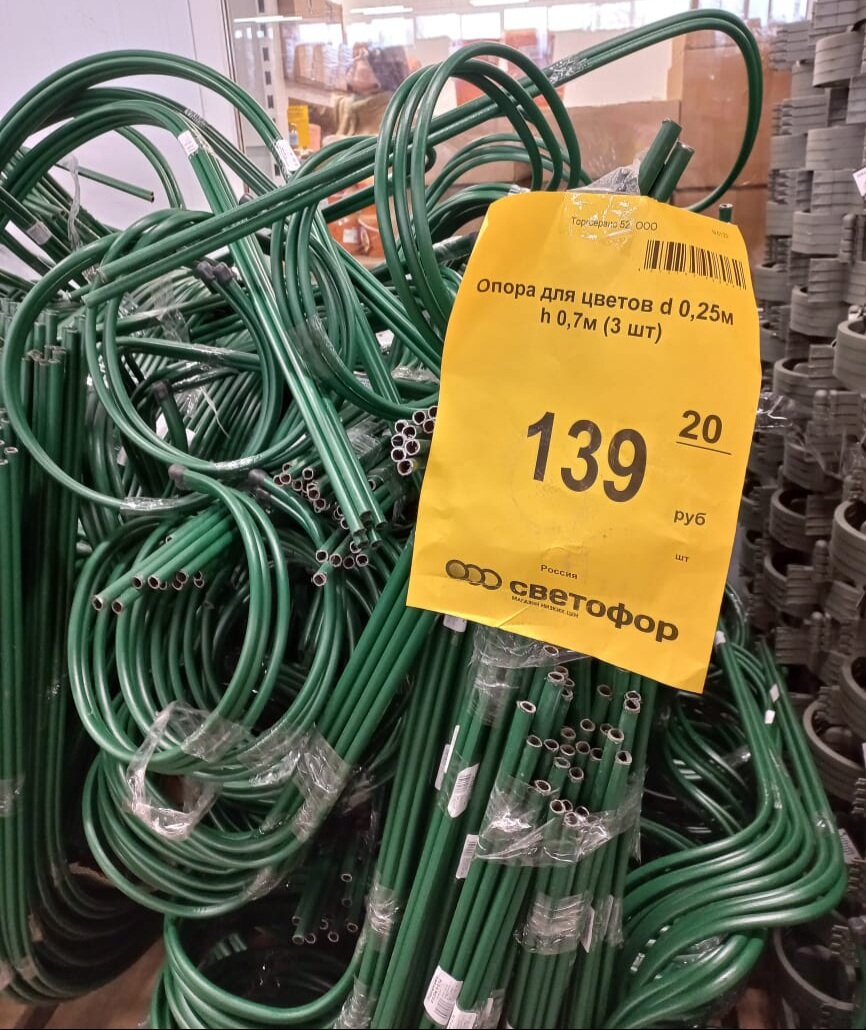 Торгсервис 52, ООО
Опора для цветов d 0,25м
h 0,7м (3 шт)
139 20
руб
шт
Россия
светофор
МАГАЗИН НИЗКИХ ЦЕН